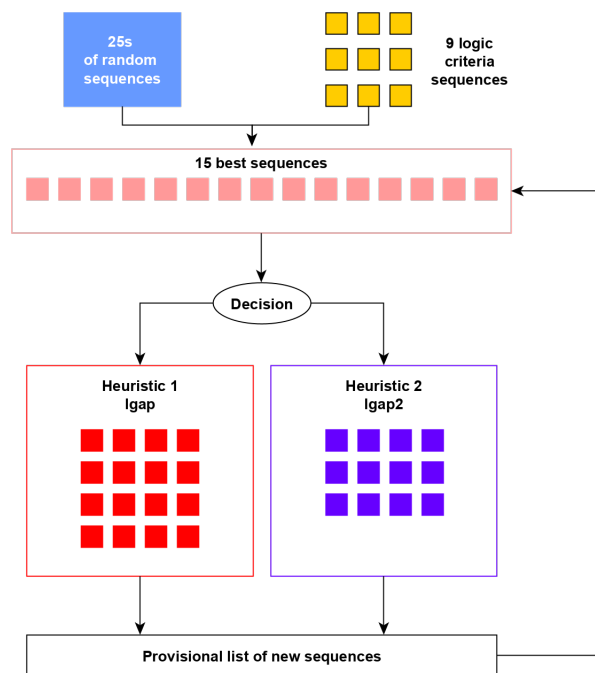 25s
of random
sequences
9 logic
criteria
sequences
15 best sequences
Decision
Heuristic 1
Igap
Heuristic 2
Igap2
Provisional list of new sequences